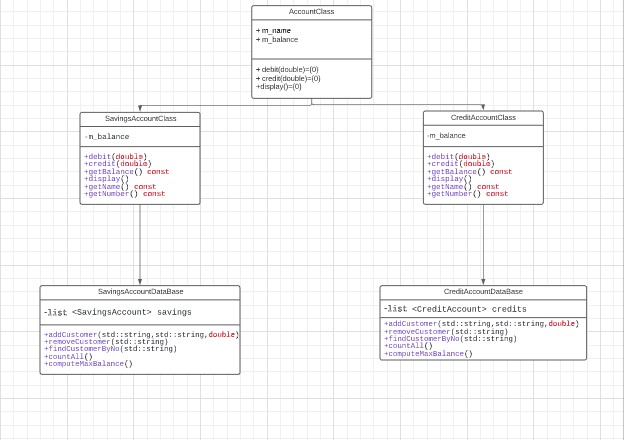 AccountClass
+ m_name
+ m_balance
+ debit(double)={0}
+ credit(double)={0}
+display()={0}
SavingsAccountClass
-m_balance
+debit(double)
+credit(double)
+getBalance() const
+display()
+getName() const
+getNumber() const
CreditAccountClass
-m_balance
+debit(double)
+credit(double)
+getBalance() const
+display()
+getName() const
+getNumber() const
SavingsAccountDataBase
-list <SavingsAccount> savings
+addCustomer(std::string,std::string,double)
+removeCustomer(std::string)
+findCustomerByNo(std::string)
+countAll()
+computeMaxBalance()
CreditAccountDataBase
-list <CreditAccount> credits
+addCustomer(std::string,std::string,double)
+removeCustomer(std::string)
+findCustomerByNo(std::string)
+countAll()
+computeMaxBalance()